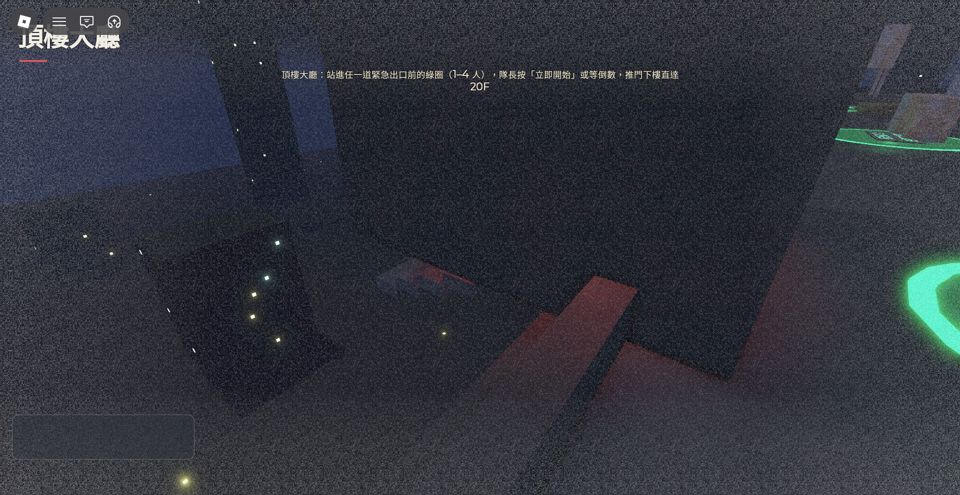 頂樓大廳
頂樓大廳：站進任一道緊急出口前的綠圈（1–4 人），隊長按「立即開始」或等倒數，推門下樓直達
20F